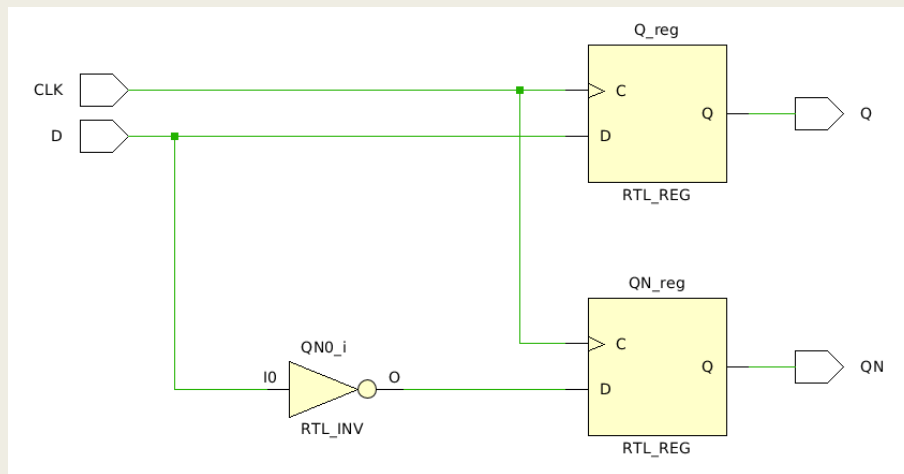 Q_reg
CLK
C
Q
Q
D
D
RTL_REG
QN_reg
QN0_i
C
I0
O
Q
QN
D
RTL_INV
RTL_REG